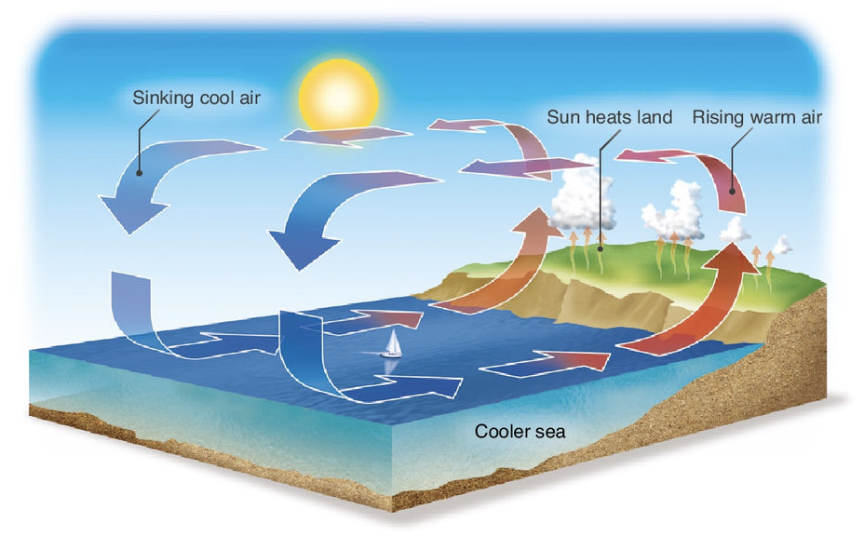 Sinking cool air
Sun heats land
Rising warm air
Cooler sea